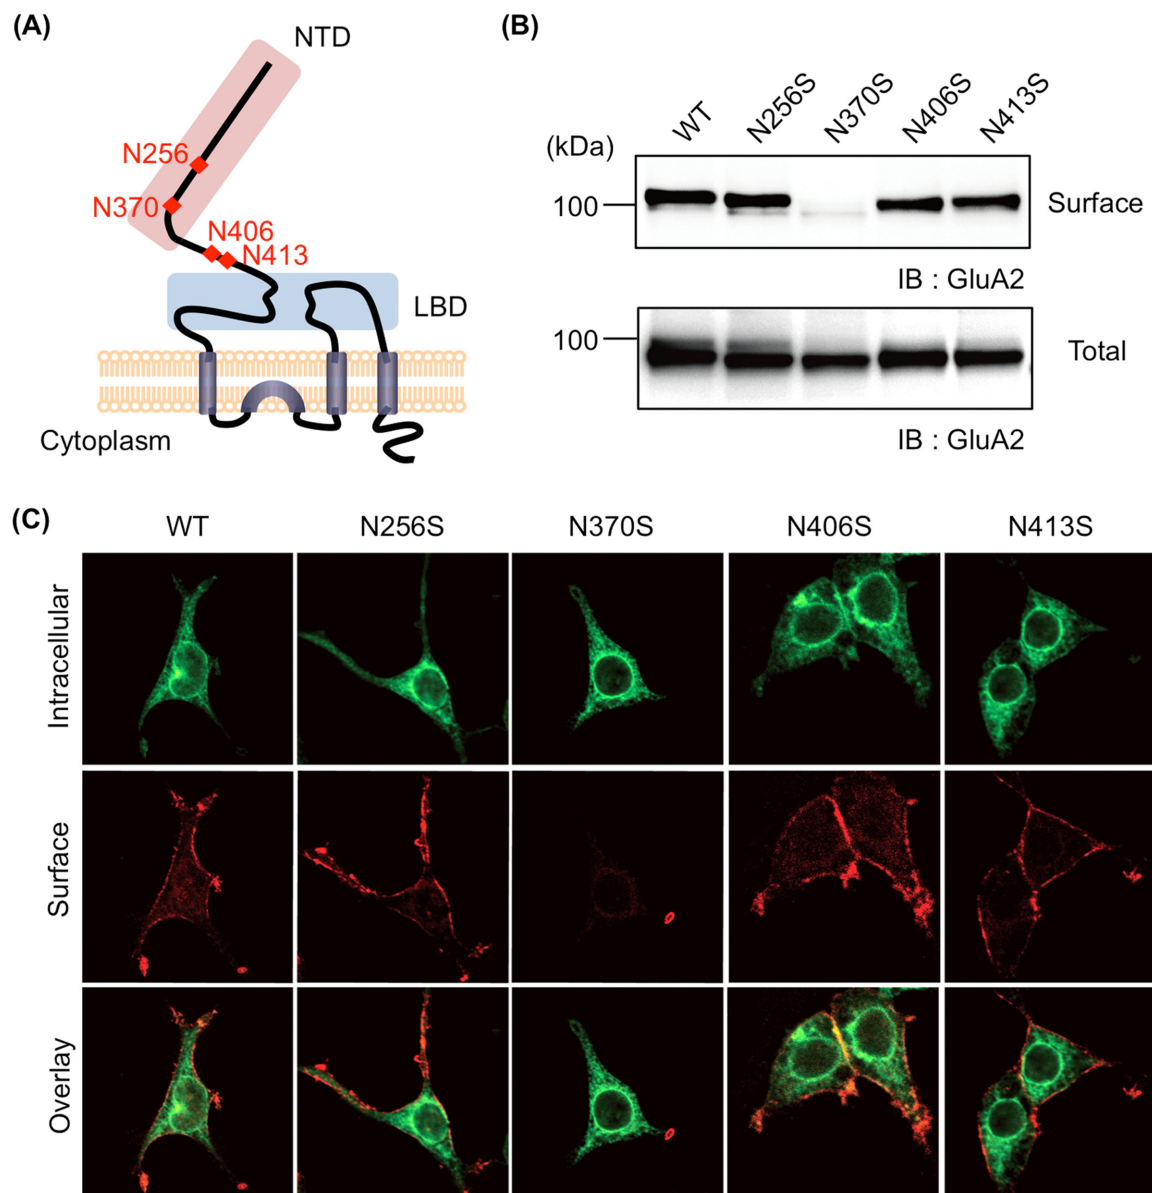 (A)
NTD
N256
N370
N406
N413
LBD
Cytoplasm
(B)
WT
N256S
N370S
N406S
N413S
(kDa)
100
Surface
IB : GluA2
100
Total
IB : GluA2
(C)
WT
N256S
N370S
N406S
N413S
Intracellular
Surface
Overlay